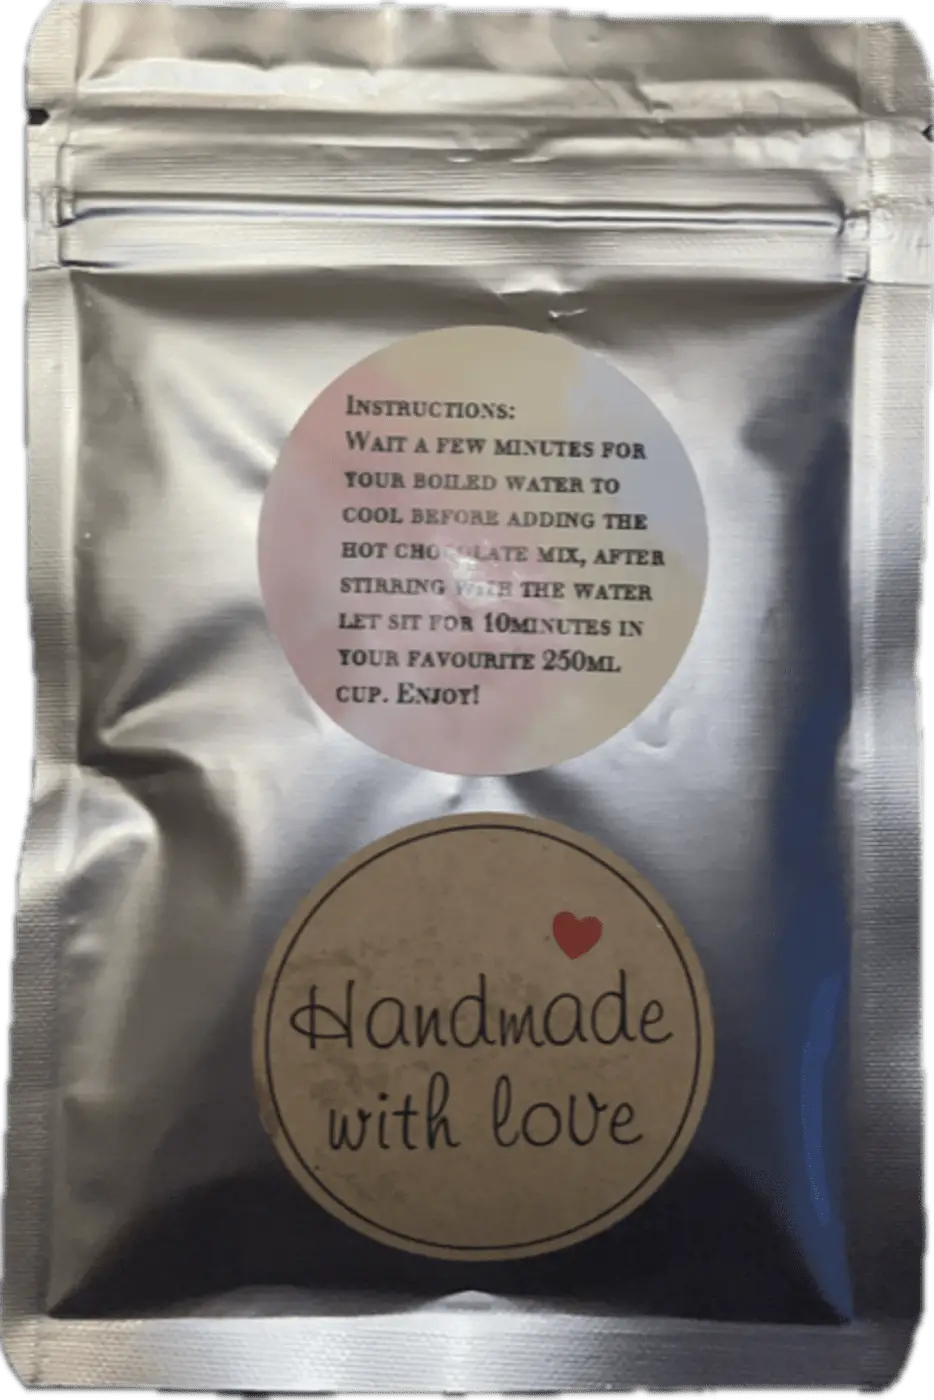 Instructions:
Wait a few minutes for
your boiled water to
cool before adding the
hot chocolate mix, after
stirring with the water
let sit for 10minutes in
your favourite 250ml
cup. Enjoy!
Handmade
with love